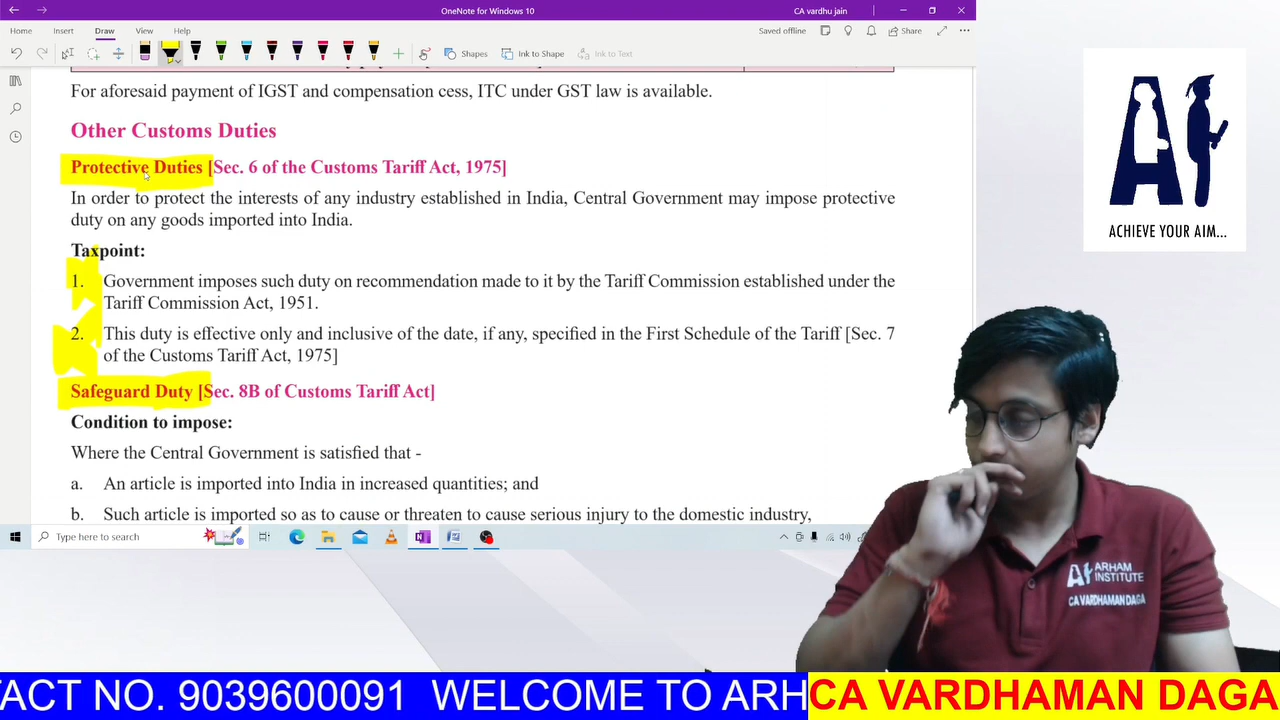 OneNote for Windows 10
CA vardhu jain
Home Insert Draw View Help
Saved offline
Share
Shapes
Ink to Shape
Ink to Text
For aforesaid payment of IGST and compensation cess, ITC under GST law is available.
Other Customs Duties
Protective Duties [Sec. 6 of the Customs Tariff Act, 1975]
In order to protect the interests of any industry established in India, Central Government may impose protective
duty on any goods imported into India.
Taxpoint:
1. Government imposes such duty on recommendation made to it by the Tariff Commission established under the
Tariff Commission Act, 1951.
2. This duty is effective only and inclusive of the date, if any, specified in the First Schedule of the Tariff [Sec. 7
of the Customs Tariff Act, 1975]
Safeguard Duty [Sec. 8B of Customs Tariff Act]
Condition to impose:
Where the Central Government is satisfied that -
a. An article is imported into India in increased quantities; and
b. Such article is imported so as to cause or threaten to cause serious injury to the domestic industry,
Type here to search
ACHIEVE YOUR AIM...
ARHAM
INSTITUTE
CA VARDHAMAN DAGA
TACT NO. 9039600091 WELCOME TO ARH
CA VARDHAMAN DAGA